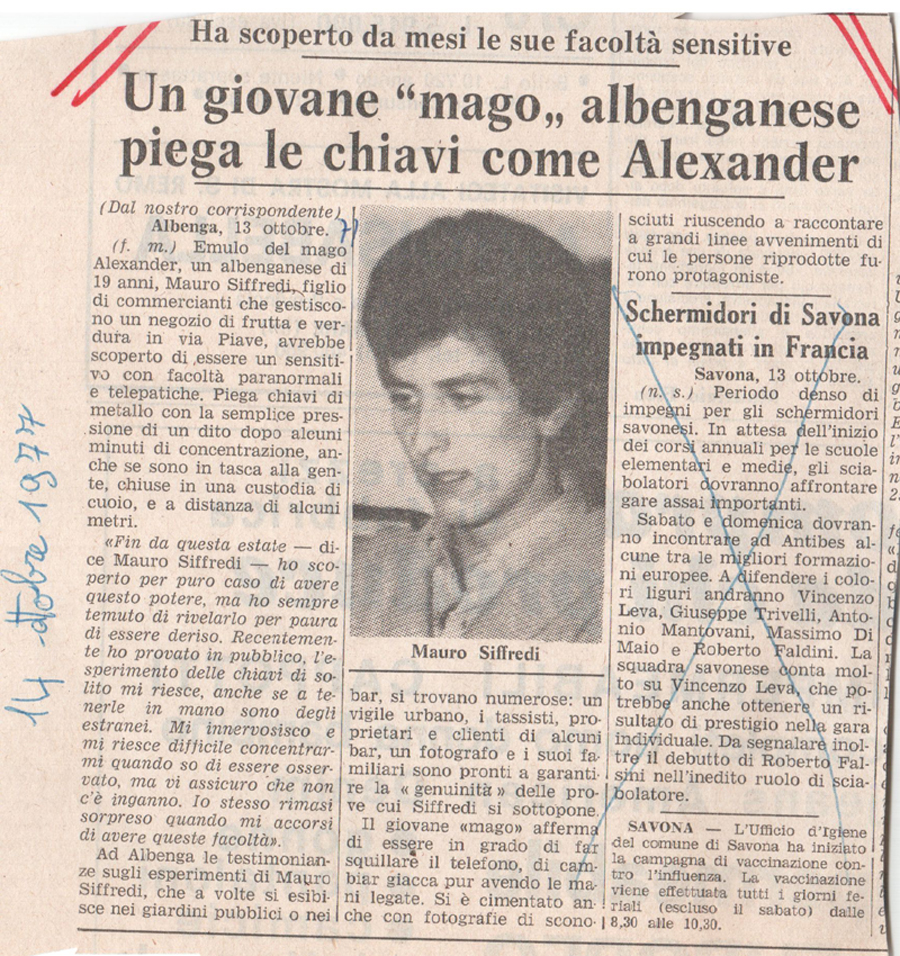 Ha scoperto da mesi le sue facoltà sensitive
Un giovane “mago„ albenganese
piega le chiavi come Alexander
(Dal nostro corrispondente)
Albenga, 13 ottobre.
(f. m.) Emulo del mago
Alexander, un albenganese di
19 anni, Mauro Siffredi, figlio
di commercianti che gestisco-
no un negozio di frutta e ver-
dura in via Piave, avrebbe
scoperto di essere un sensiti-
vo con facoltà paranormali
e telepatiche. Piega chiavi di
metallo con la semplice pres-
sione di un dito dopo alcuni
minuti di concentrazione, an-
che se sono in tasca alla gen-
te, chiuse in una custodia di
cuoio, e a distanza di alcuni
metri.
«Fin da questa estate — di-
ce Mauro Siffredi — ho sco-
perto per puro caso di avere
questo potere, ma ho sempre
temuto di rivelarlo per paura
di essere deriso. Recentemen-
te ho provato in pubblico, l'e-
sperimento delle chiavi di so-
lito mi riesce, anche se a te-
nerle in mano sono degli
estranei. Mi innervosisco e
mi riesce difficile concentrar-
mi quando so di essere osser-
vato, ma vi assicuro che non
c'è inganno. Io stesso rimasi
sorpreso quando mi accorsi
di avere queste facoltà».
Ad Albenga le testimonian-
ze sugli esperimenti di Mauro
Siffredi, che a volte si esibi-
sce nei giardini pubblici o nei
Mauro Siffredi
bar, si trovano numerose: un
vigile urbano, i tassisti, pro-
prietari e clienti di alcuni
bar, un fotografo e i suoi fa-
miliari sono pronti a garanti-
re la « genuinità » delle pro-
ve cui Siffredi si sottopone.
Il giovane «mago» afferma
di essere in grado di far
squillare il telefono, di cam-
biar giacca pur avendo le ma-
ni legate. Si è cimentato an-
che con fotografie di scono-
sciuti riuscendo a raccontare
a grandi linee avvenimenti di
cui le persone riprodotte fu-
rono protagoniste.
Schermidori di Savona
impegnati in Francia
Savona, 13 ottobre.
(n. s.) Periodo denso di
impegni per gli schermidori
savonesi. In attesa dell'inizio
dei corsi annuali per le scuole
elementari e medie, gli scia-
bolatori dovranno affrontare
gare assai importanti.
Sabato e domenica dovran-
no incontrare ad Antibes al-
cune tra le migliori formazio-
ni europee. A difendere i colo-
ri liguri andranno Vincenzo
Leva, Giuseppe Trivelli, Anto-
nio Mantovani, Massimo Di
Maio e Roberto Faldini. La
squadra savonese conta mol-
to su Vincenzo Leva, che po-
trebbe anche ottenere un ri-
sultato di prestigio nella gara
individuale. Da segnalare inol-
tre il debutto di Roberto Fal-
sini nell'inedito ruolo di scia-
bolatore.
SAVONA — L'Ufficio d'Igiene
del comune di Savona ha iniziato
la campagna di vaccinazione con-
tro l'influenza. La vaccinazione
viene effettuata tutti i giorni fe-
riali (escluso il sabato) dalle
8,30 alle 10,30.
14 ottobre 1977